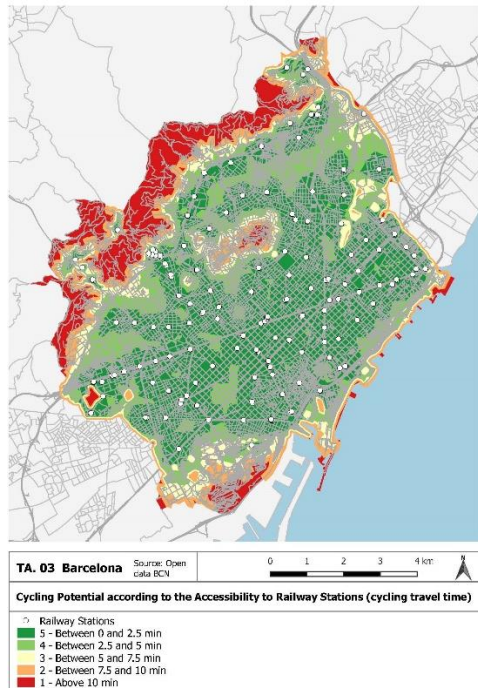 TA. 03 Barcelona
Source: Open
data BCN
0 1 2 3 4 km
N
Cycling Potential according to the Accessibility to Railway Stations (cycling travel time)
Railway Stations
5 - Between 0 and 2.5 min
4 - Between 2.5 and 5 min
3 - Between 5 and 7.5 min
2 - Between 7.5 and 10 min
1 - Above 10 min